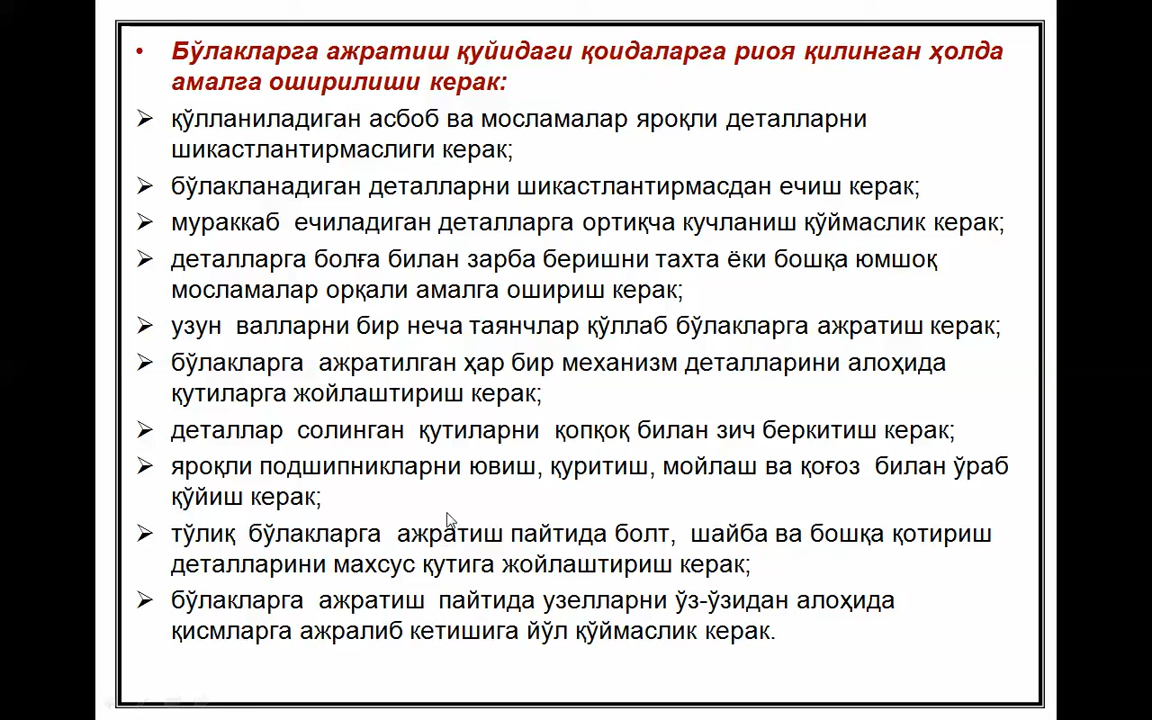 • Бўлакларга ажратиш қуйидаги қоидаларга риоя қилинган ҳолда
амалга оширилиши керак:
➢ қўлланиладиган асбоб ва мосламалар яроқли деталларни
шикастлантирмаслиги керак;
➢ бўлакланадиган деталларни шикастлантирмасдан ечиш керак;
➢ мураккаб ечиладиган деталларга ортиқча кучланиш қўймаслик керак;
➢ деталларга болға билан зарба беришни тахта ёки бошқа юмшоқ
мосламалар орқали амалга ошириш керак;
➢ узун валларни бир неча таянчлар қўллаб бўлакларга ажратиш керак;
➢ бўлакларга ажратилган ҳар бир механизм деталларини алоҳида
қутиларга жойлаштириш керак;
➢ деталлар солинган қутиларни қопқоқ билан зич беркитиш керак;
➢ яроқли подшипникларни ювиш, қуритиш, мойлаш ва қоғоз билан ўраб
қўйиш керак;
➢ тўлиқ бўлакларга ажратиш пайтида болт, шайба ва бошқа қотириш
деталларини махсус қутига жойлаштириш керак;
➢ бўлакларга ажратиш пайтида узелларни ўз-ўзидан алоҳида
қисмларга ажралиб кетишига йўл қўймаслик керак.